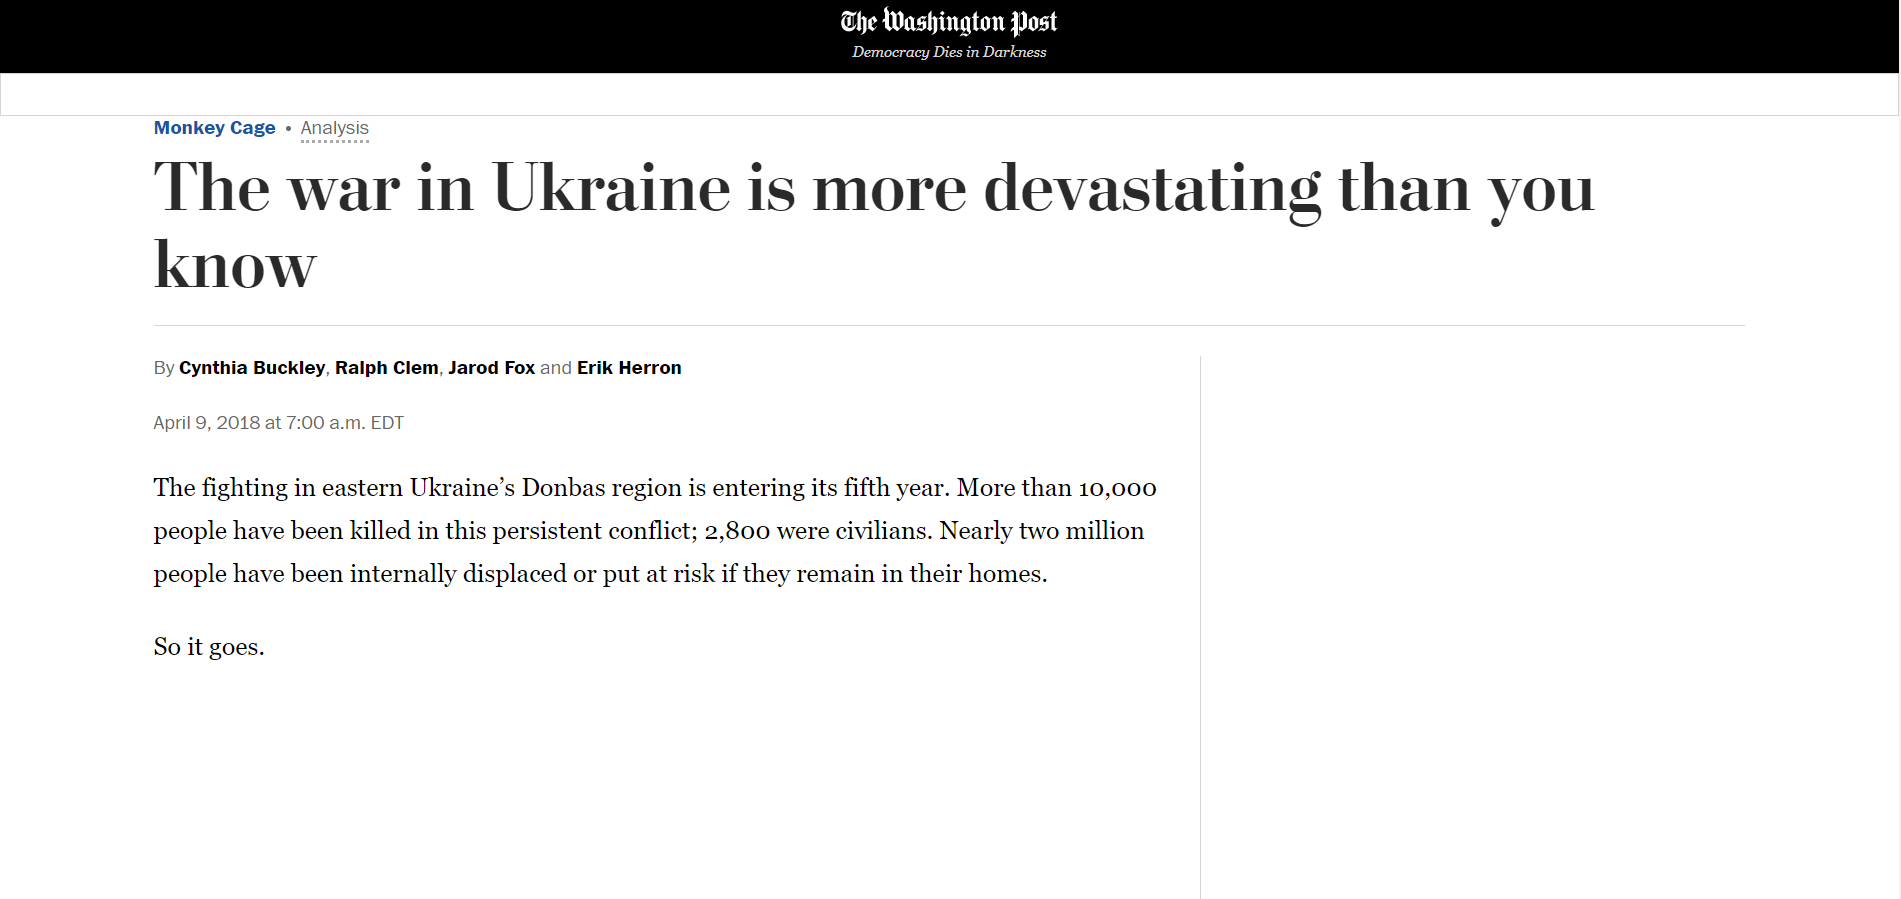 The Washington Post
Democracy Dies in Darkness
Monkey Cage • Analysis
The war in Ukraine is more devastating than you
know
By Cynthia Buckley, Ralph Clem, Jarod Fox and Erik Herron
April 9, 2018 at 7:00 a.m. EDT
The fighting in eastern Ukraine’s Donbas region is entering its fifth year. More than 10,000
people have been killed in this persistent conflict; 2,800 were civilians. Nearly two million
people have been internally displaced or put at risk if they remain in their homes.
So it goes.